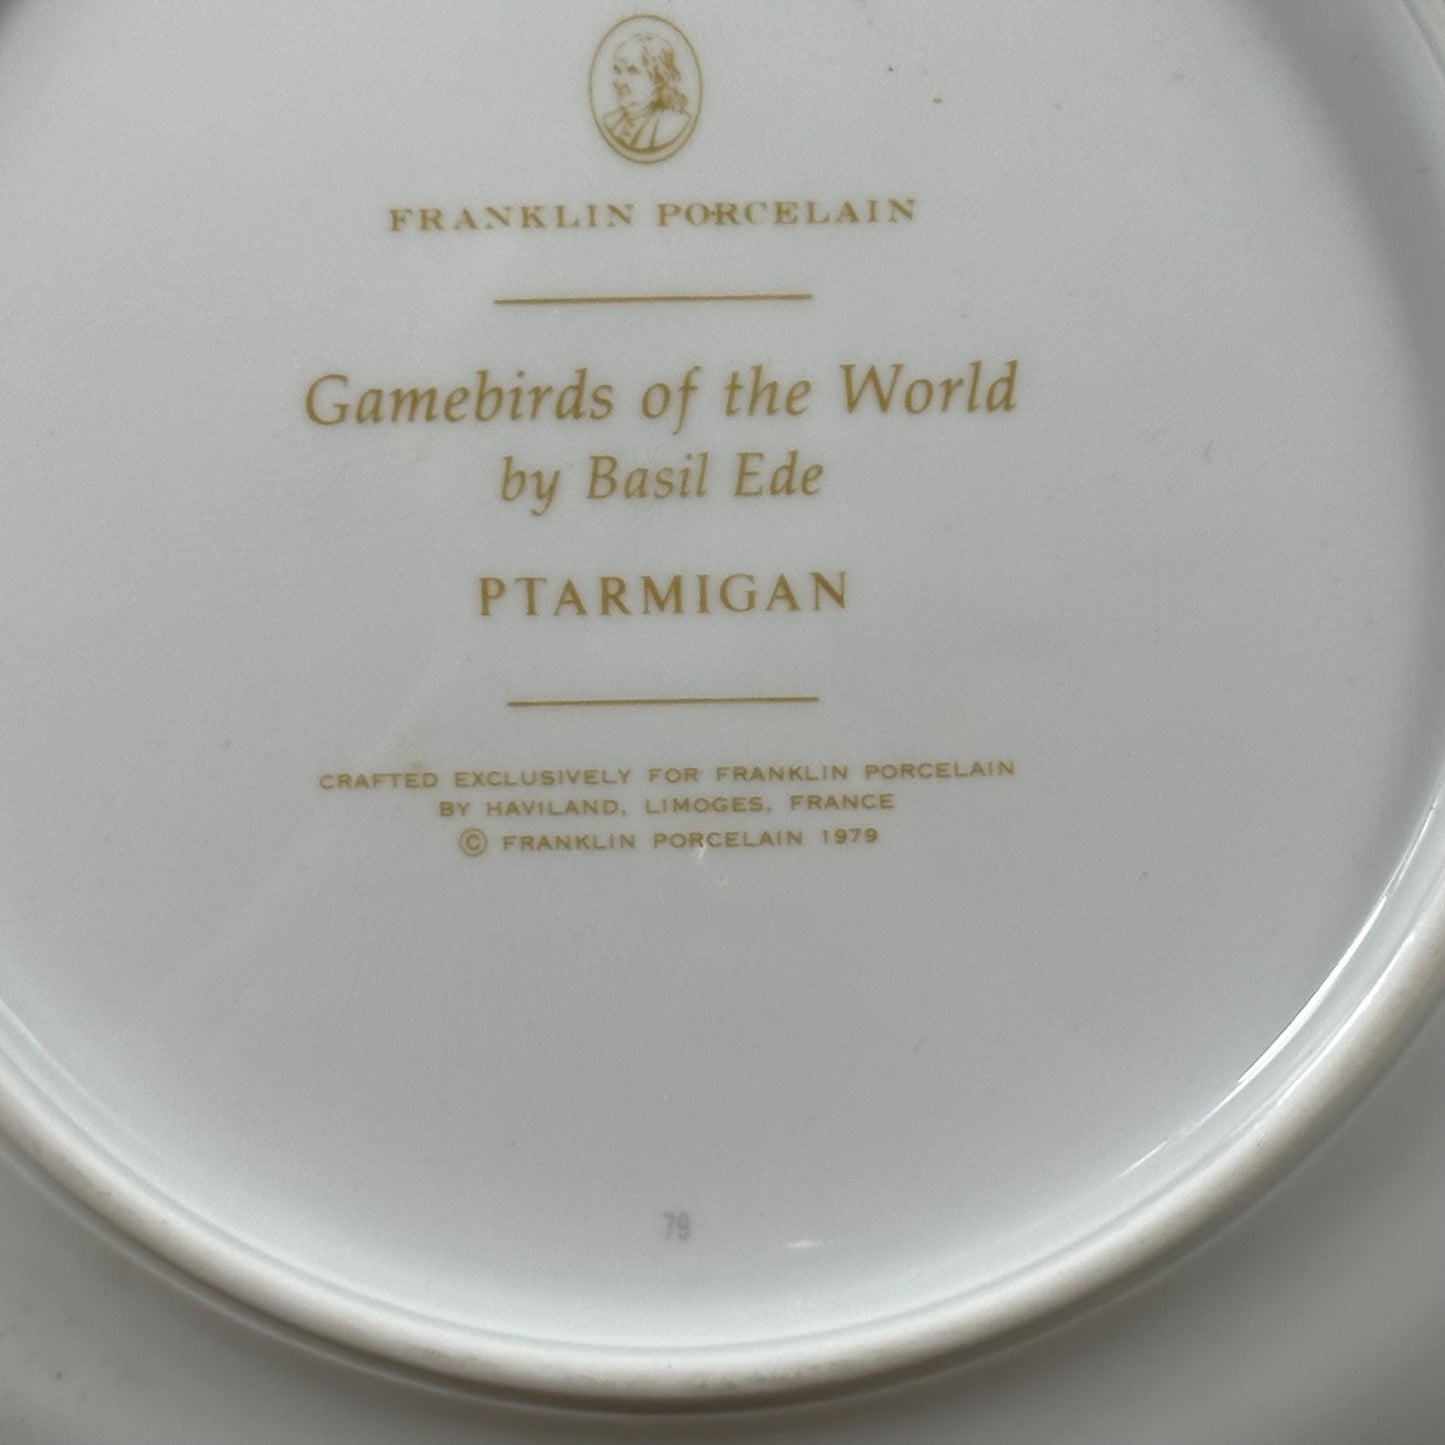 FRANKLIN PORCELAIN
Gamebirds of the World
by Basil Ede
PTARMIGAN
CRAFTED EXCLUSIVELY FOR FRANKLIN PORCELAIN
BY HAVILAND, LIMOGES, FRANCE
© FRANKLIN PORCELAIN 1979
79